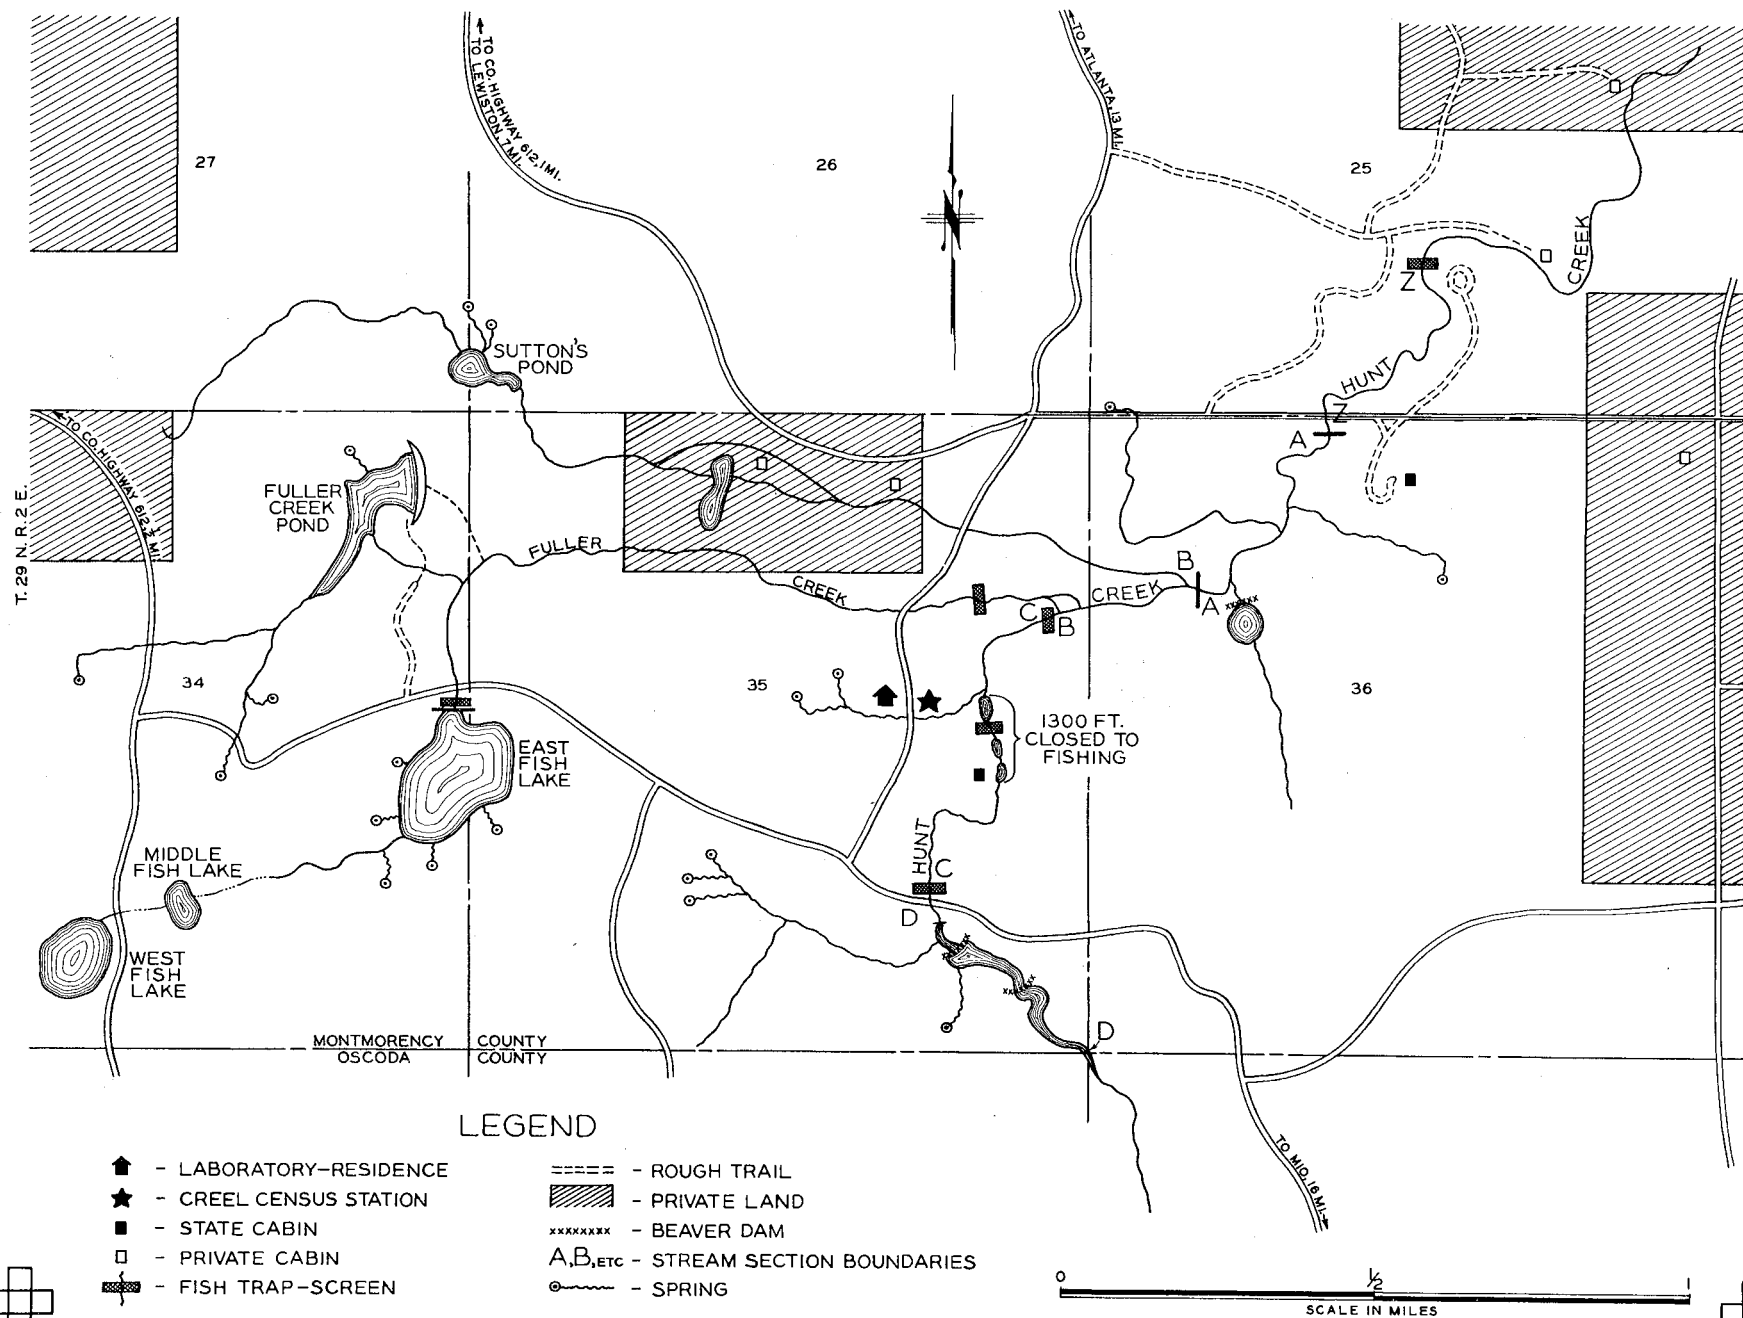 TO CO. HIGHWAY 612, 1 MI.
TO LEWISTON, 7 MI.
TO ATLANTA, 13 MI.
27
26
25
CREEK
Z
SUTTON'S
POND
HUNT
Z
A
TO CO. HIGHWAY 612, ½ MI.
T. 29 N. R. 2 E.
FULLER
CREEK
POND
FULLER
CREEK
B
CREEK
A
C
B
34
35
36
1300 FT.
CLOSED TO
FISHING
EAST
FISH
LAKE
MIDDLE
FISH LAKE
HUNT
C
D
WEST
FISH
LAKE
D
MONTMORENCY COUNTY
OSCODA COUNTY
TO MIO, 16 MI.
LEGEND
- LABORATORY-RESIDENCE
- CREEL CENSUS STATION
- STATE CABIN
- PRIVATE CABIN
- FISH TRAP-SCREEN
- ROUGH TRAIL
- PRIVATE LAND
xxxxxxxx - BEAVER DAM
A,B,ETC - STREAM SECTION BOUNDARIES
- SPRING
0 ½ 1
SCALE IN MILES